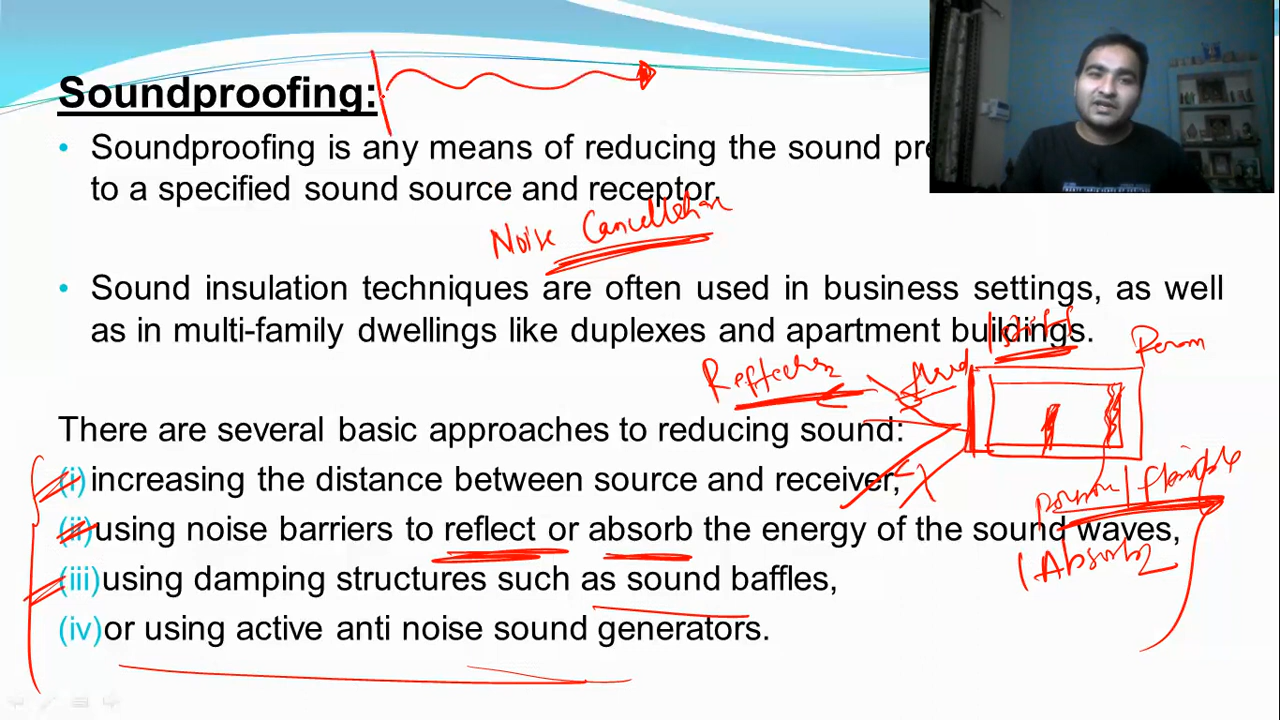 Soundproofing:
• Soundproofing is any means of reducing the sound pre
to a specified sound source and receptor.
Noise Cancellation
• Sound insulation techniques are often used in business settings, as well
as in multi-family dwellings like duplexes and apartment buildings.
Room
There are several basic approaches to reducing sound:
(i) increasing the distance between source and receiver,
(ii) using noise barriers to reflect or absorb the energy of the sound waves,
(iii) using damping structures such as sound baffles,
(iv) or using active anti noise sound generators.